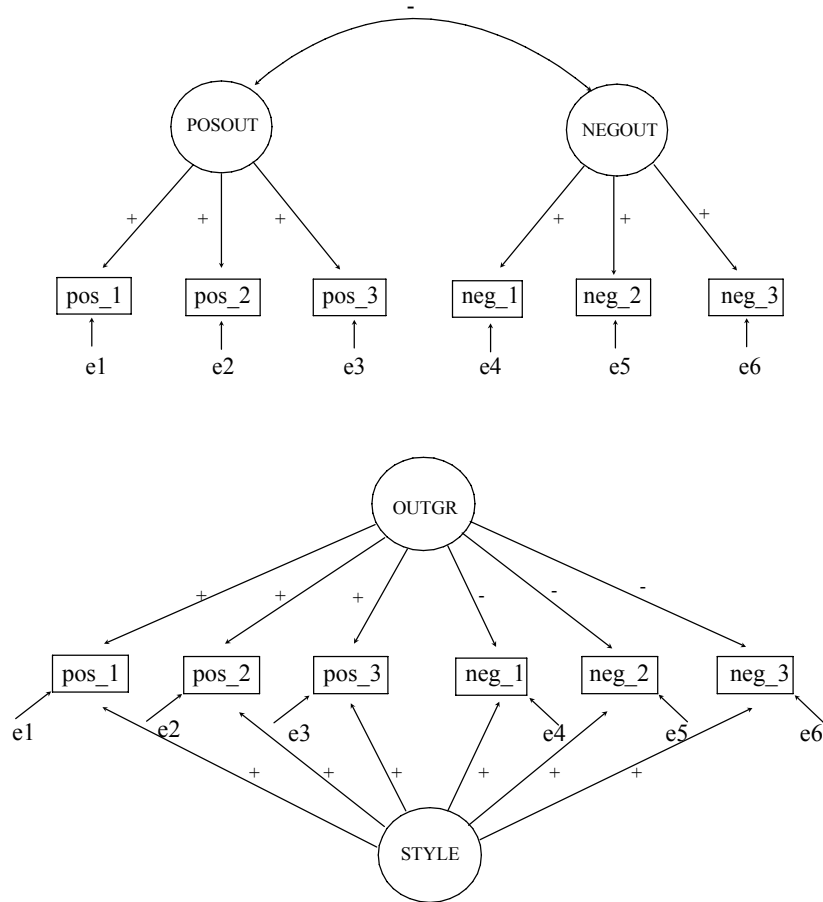 -
POSOUT NEGOUT
+ + + + + +
pos_1 pos_2 pos_3 neg_1 neg_2 neg_3
e1 e2 e3 e4 e5 e6
OUTGR
+ + + - - -
pos_1 pos_2 pos_3 neg_1 neg_2 neg_3
e1 e2 e3 e4 e5 e6
+ + + + + +
STYLE